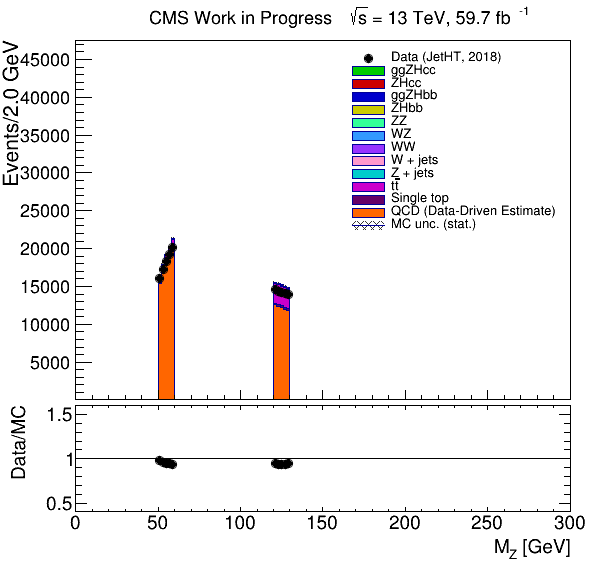 CMS Work in Progress √s = 13 TeV, 59.7 fb⁻¹
Events/2.0 GeV
45000
40000
35000
30000
25000
20000
15000
10000
5000
Data (JetHT, 2018)
ggZHcc
ZHcc
ggZHbb
ZHbb
ZZ
WZ
WW
W + jets
Z + jets
tt̅
Single top
QCD (Data-Driven Estimate)
MC unc. (stat.)
Data/MC
1.5
1
0.5
0 50 100 150 200 250 300
M_Z [GeV]